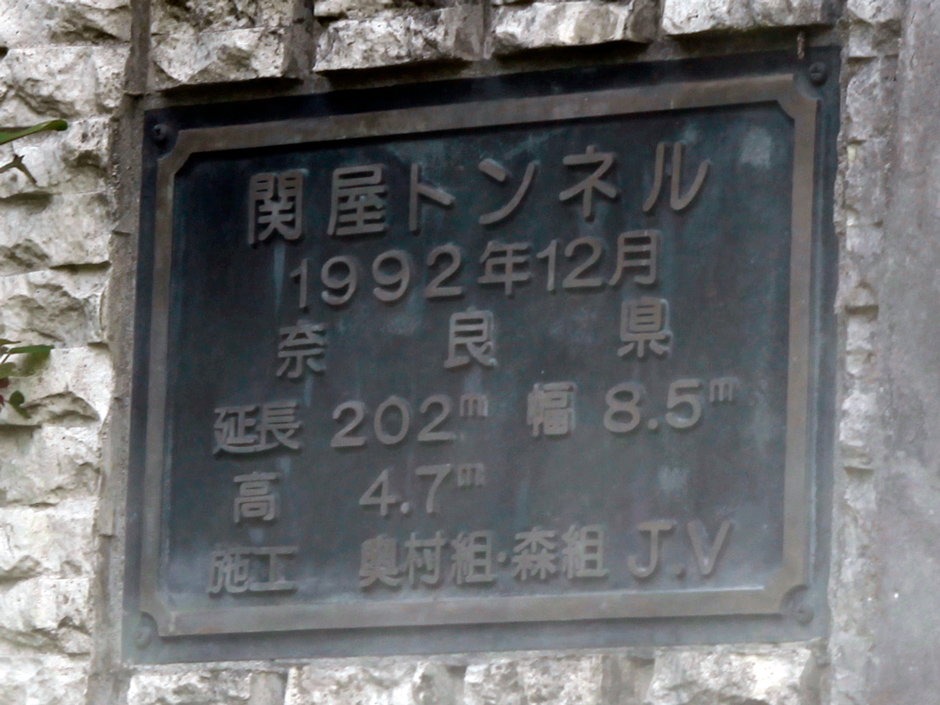 関屋トンネル
1992年12月
奈良県
延長 202m 幅 8.5m
高 4.7m
施工 奥村組・森組 J.V